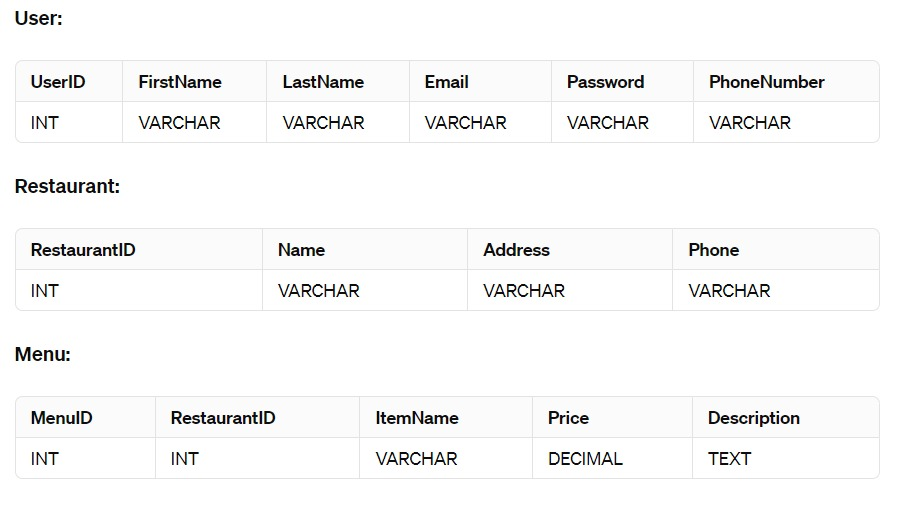 User:
UserID FirstName LastName Email Password PhoneNumber
INT VARCHAR VARCHAR VARCHAR VARCHAR VARCHAR
Restaurant:
RestaurantID Name Address Phone
INT VARCHAR VARCHAR VARCHAR
Menu:
MenuID RestaurantID ItemName Price Description
INT INT VARCHAR DECIMAL TEXT